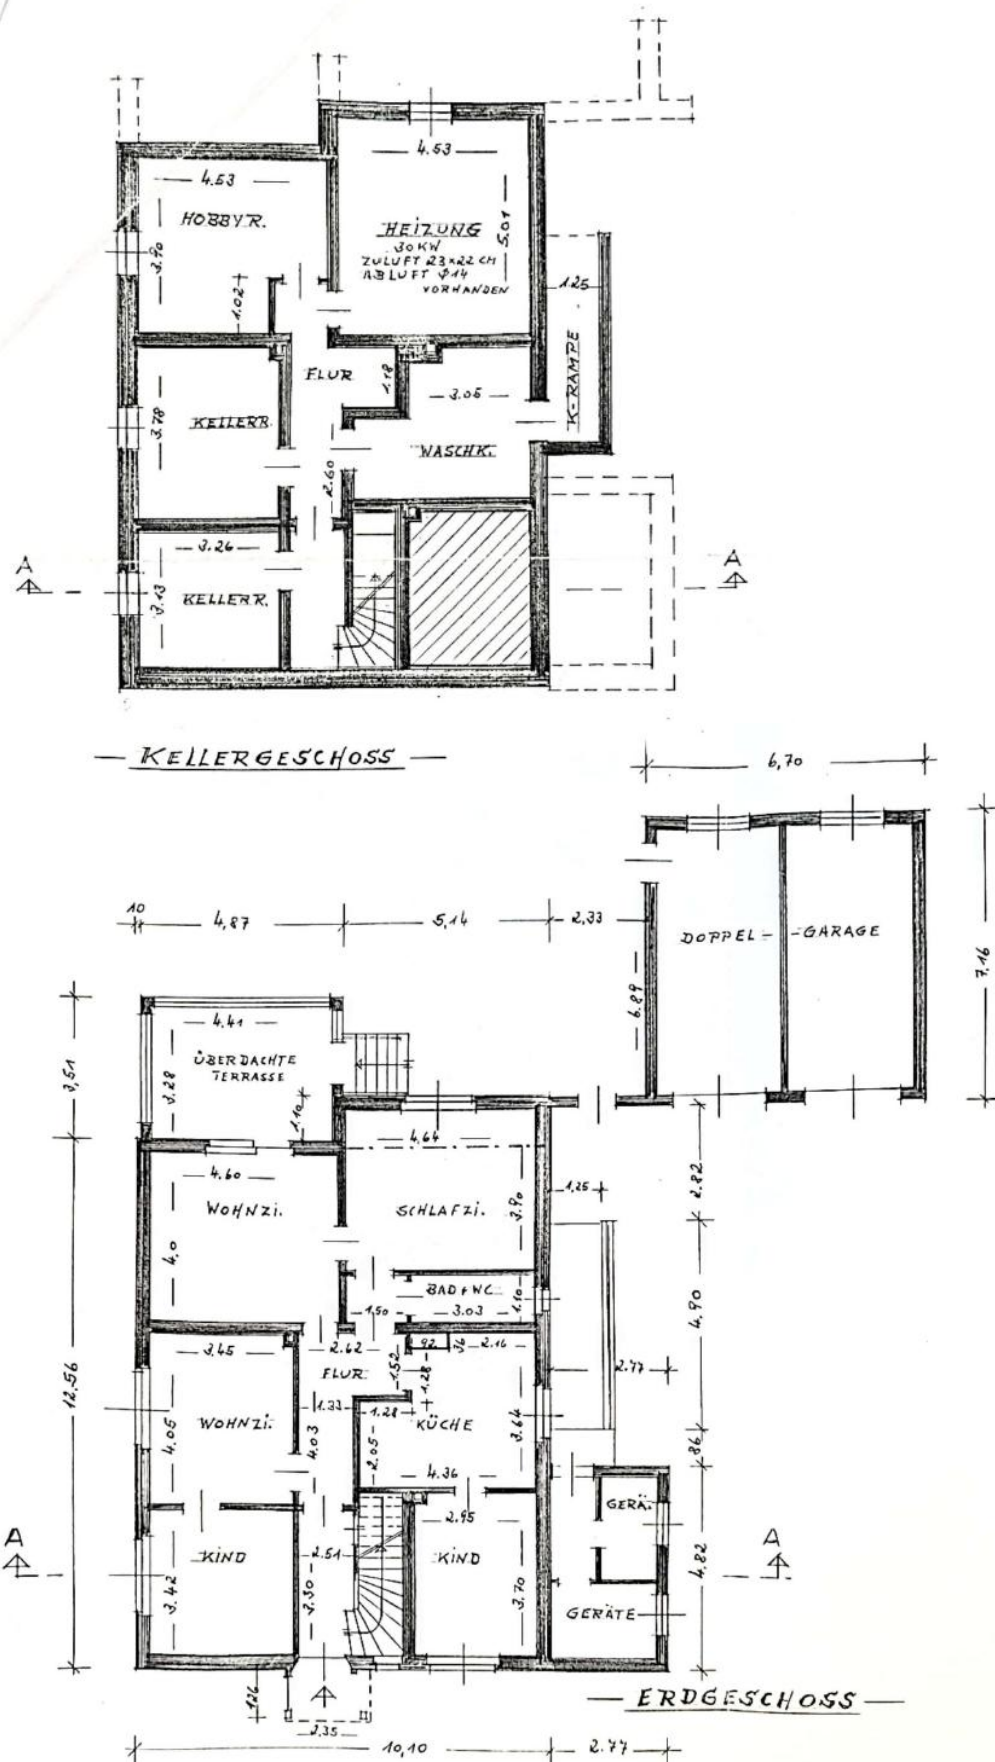 4.53
4.53
HOBBYR.
3.90
HEIZUNG
30 KW
ZULUFT 23×22 CM
ABLUFT φ14
VORHANDEN
5.01
1.02
1.25
K-RAMPE
FLUR
1.18
3.05
3.78
KELLERR.
WASCHK.
2.60
A
3.26
A
3.13
KELLERR.
— KELLERGESCHOSS —
6,70
10
4,87
5,14
2,33
DOPPEL - - GARAGE
6.89
7,16
4.41
ÜBERDACHTE
TERRASSE
3,51
3.28
1.10
4.64
2.82
4.60
WOHNZI.
SCHLAFZI.
3.90
1,25
4.0
BAD + WC
1,50
3.03
1.10
4.90
3.45
2.62
92
36
2.16
FLUR
1.52
1.28
2.77
12,56
1.33
1.28
WOHNZI.
KÜCHE
4.05
4.03
2.05
3.64
86
4.36
GERÄ.
2.95
A
KIND
2.51
KIND
A
4,82
3.42
3.30
3.70
GERÄTE
— ERDGESCHOSS —
1.26
2,35
10,10
2.77